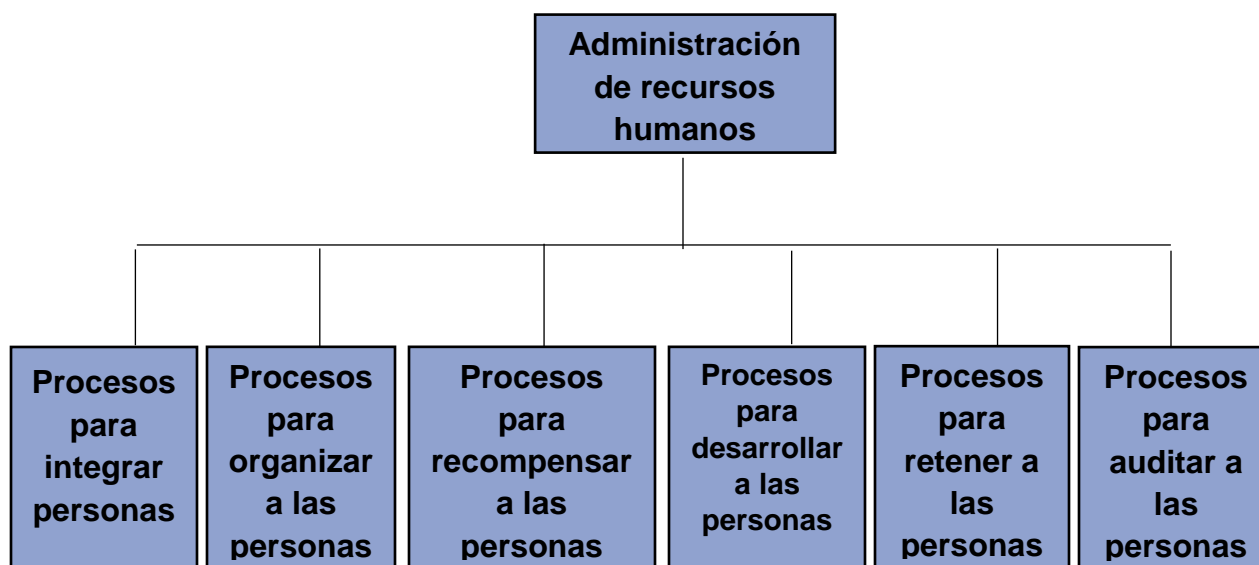 Administración
de recursos
humanos
Procesos
para
integrar
personas
Procesos
para
organizar
a las
personas
Procesos
para
recompensar
a las
personas
Procesos
para
desarrollar
a las
personas
Procesos
para
retener a
las
personas
Procesos
para
auditar a
las
personas